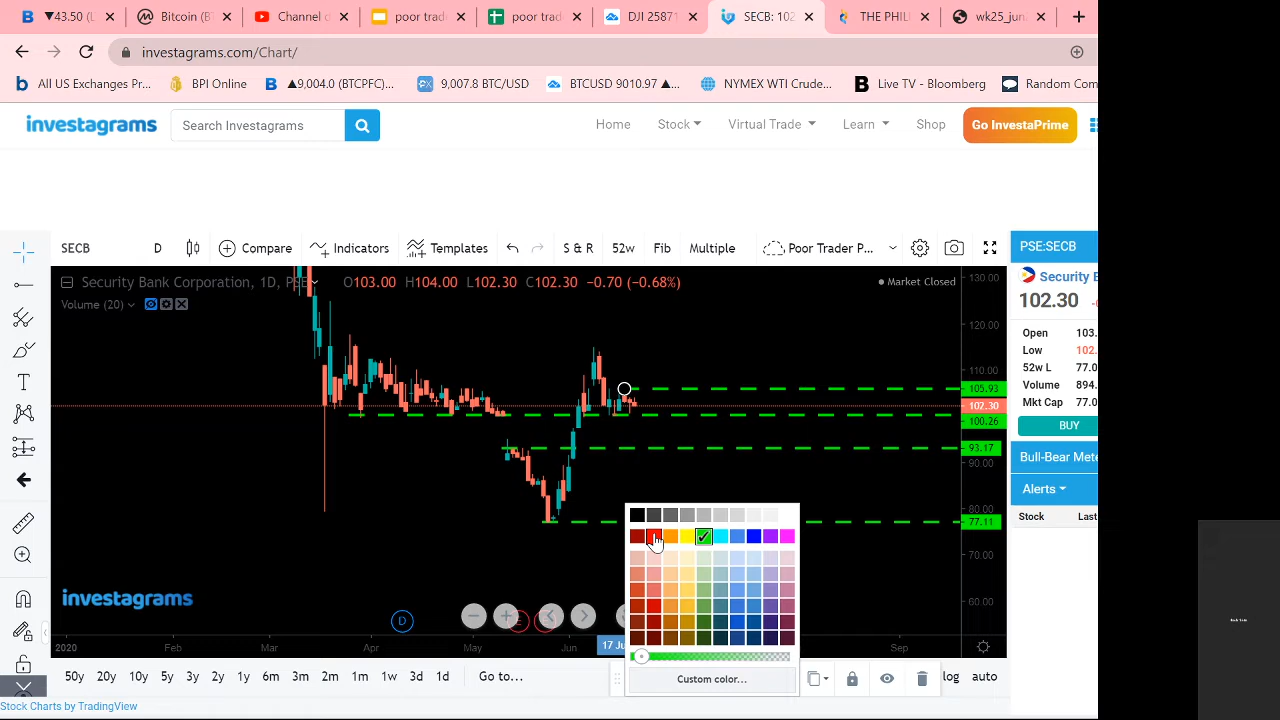 ▼43.50 (L
Bitcoin (BT
Channel d
poor trad
poor trad
DJI 25871
SECB: 102
THE PHILI
wk25_jun.
investagrams.com/Chart/
All US Exchanges Pr...
BPI Online
▲9,004.0 (BTCPFC)...
9,007.8 BTC/USD
BTCUSD 9010.97 ▲...
NYMEX WTI Crude...
Live TV - Bloomberg
Random Com
investagrams
Search Investagrams
Home
Stock
Virtual Trade
Learn
Shop
Go InvestaPrime
SECB
D
Compare
Indicators
Templates
S & R
52w
Fib
Multiple
Poor Trader P...
PSE:SECB
Security Bank Corporation, 1D, PSE
O103.00 H104.00 L102.30 C102.30 −0.70 (−0.68%)
Market Closed
Volume (20)
Security B
102.30
Open 103.
Low 102.
52w L 77.0
Volume 894.
Mkt Cap 77.0
BUY
Bull-Bear Mete
Alerts
Stock Last
130.00
120.00
110.00
105.93
102.30
100.26
93.17
90.00
77.11
70.00
60.00
investagrams
D
E
2020 Feb Mar Apr May Jun 17 Ju Sep
50y 20y 10y 5y 3y 2y 1y 6m 3m 2m 1m 1w 3d 1d Go to...
Custom color...
log auto
Stock Charts by TradingView